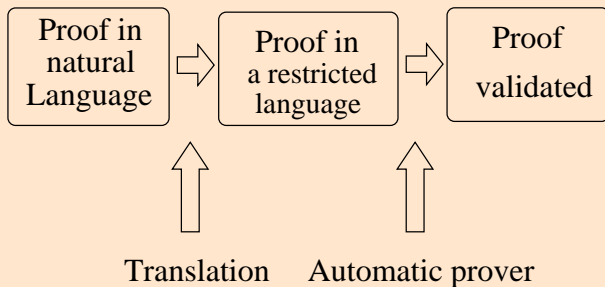 Proof in
natural
Language
Proof in
a restricted
language
Proof
validated
Translation
Automatic prover